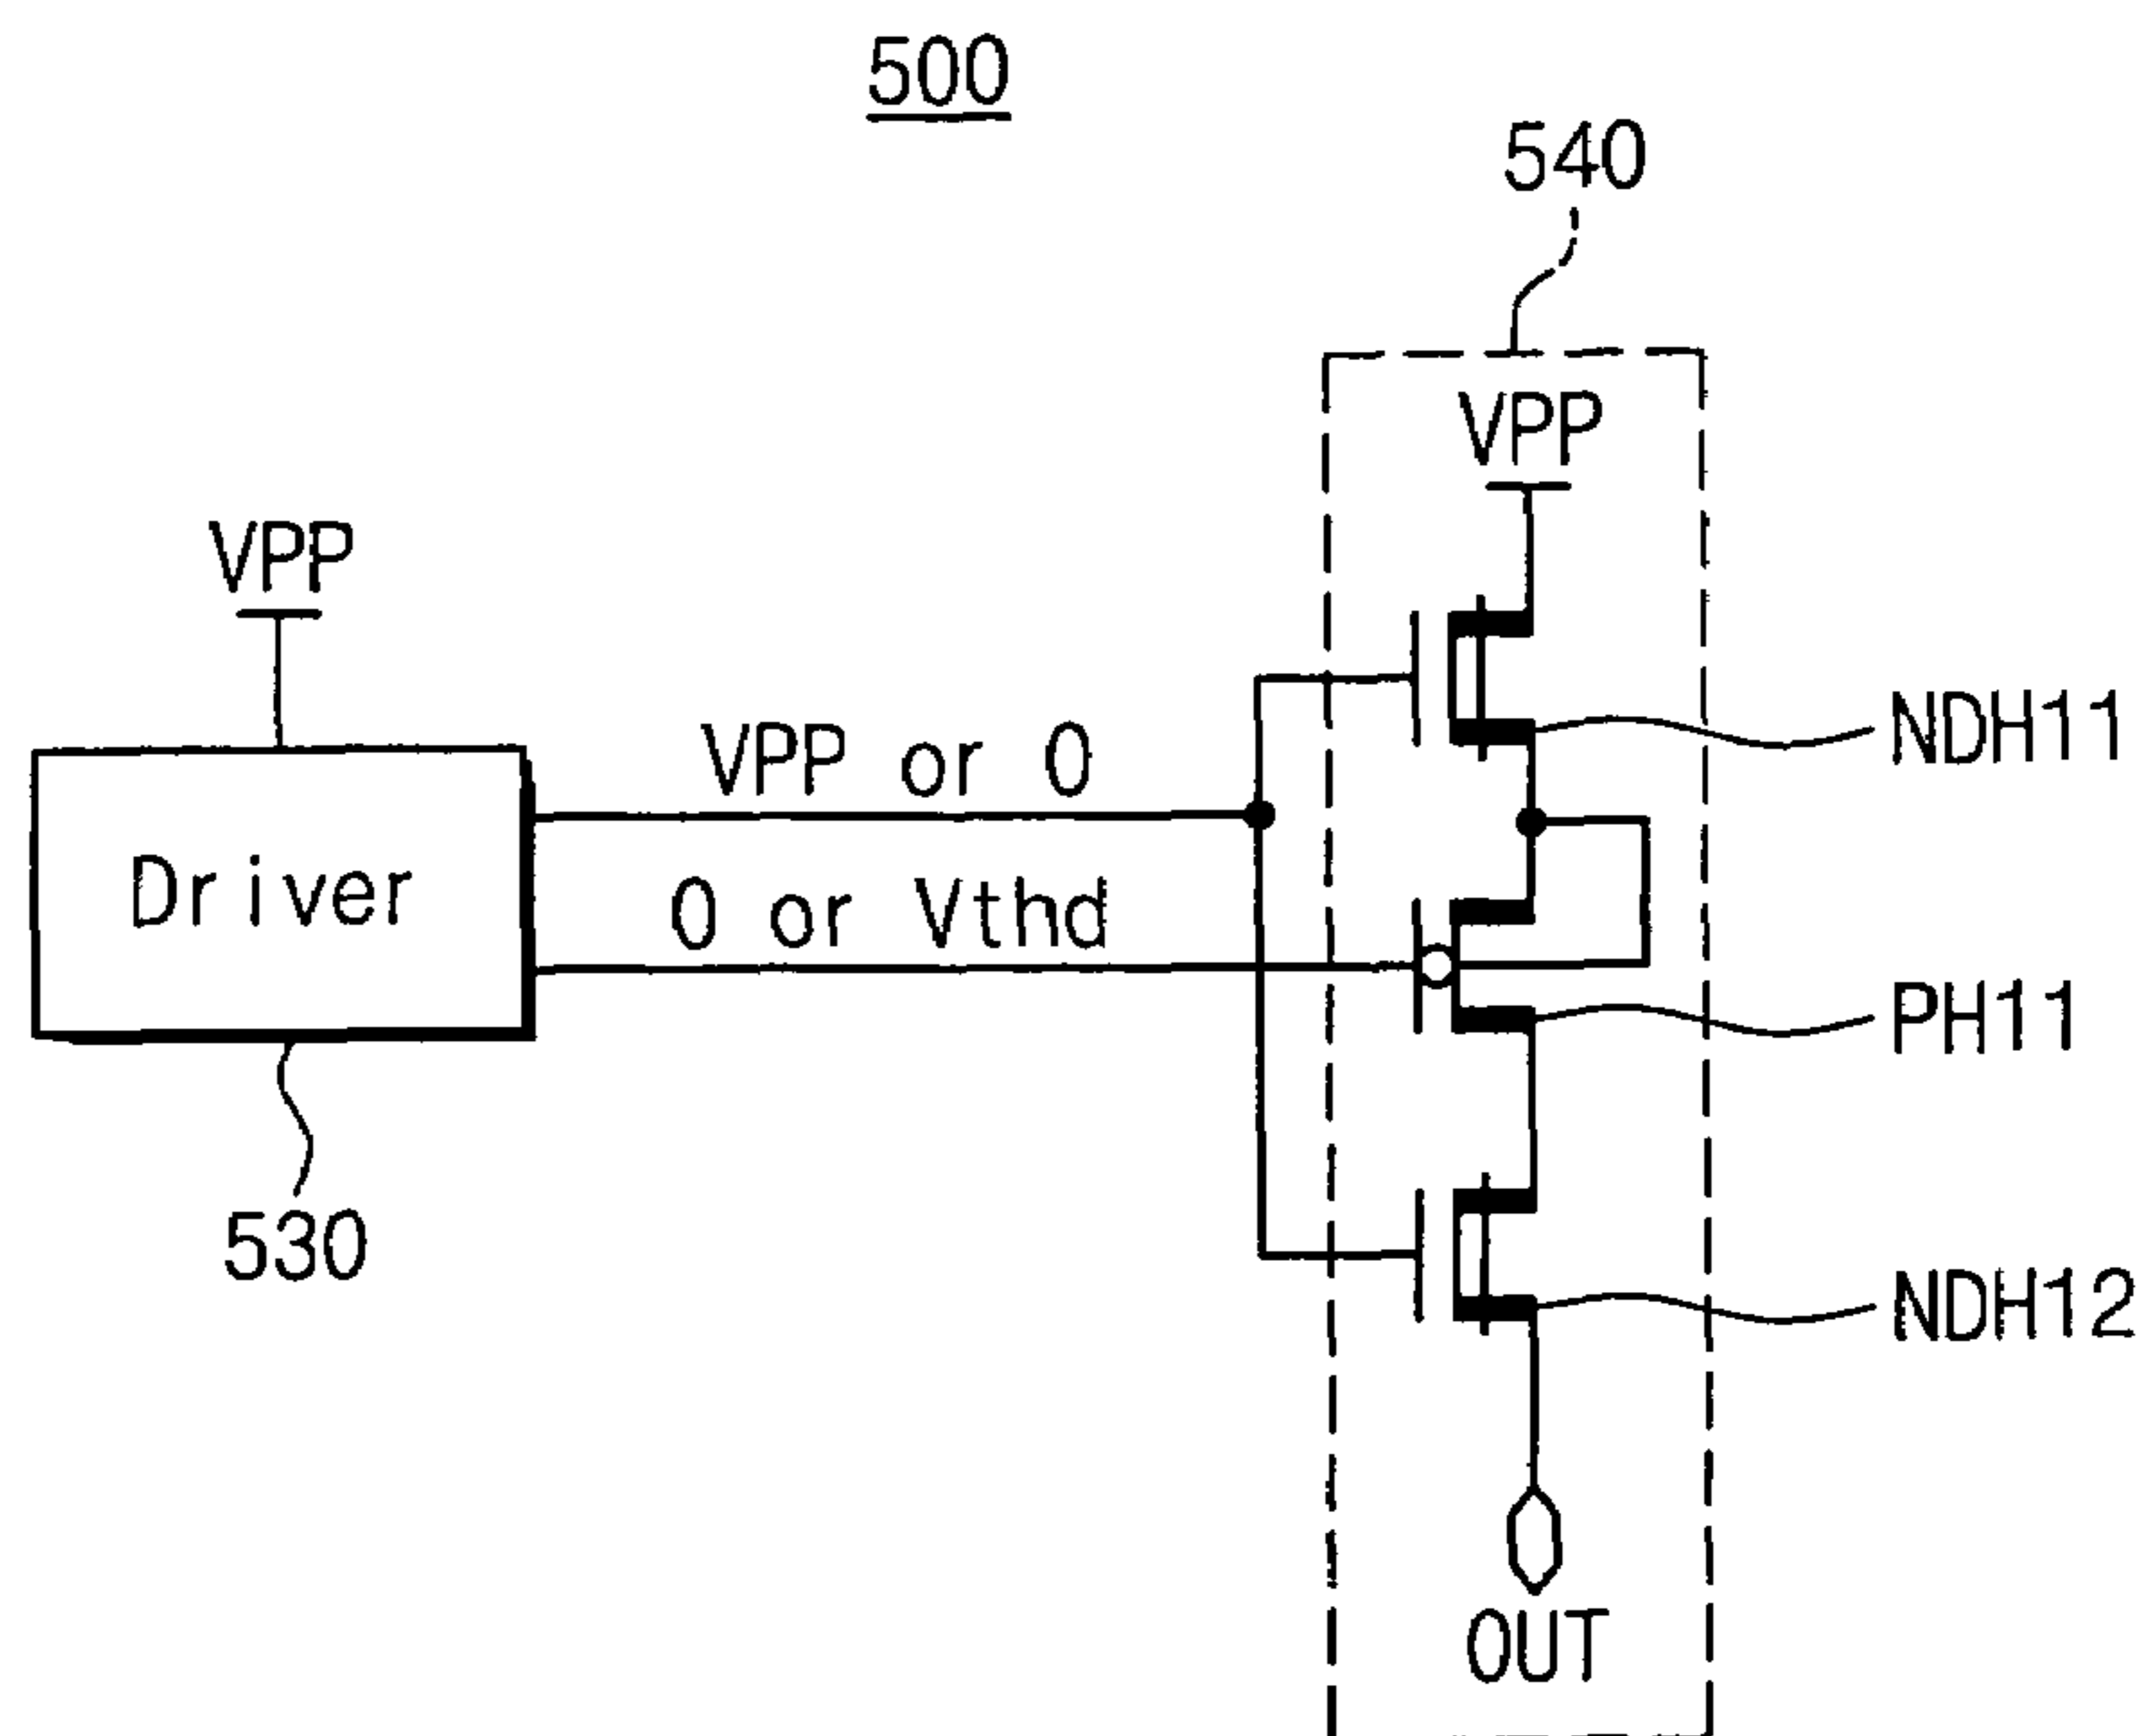 500
540
VPP
VPP
VPP or 0
NDH11
Driver
0 or Vthd
PH11
530
NDH12
OUT